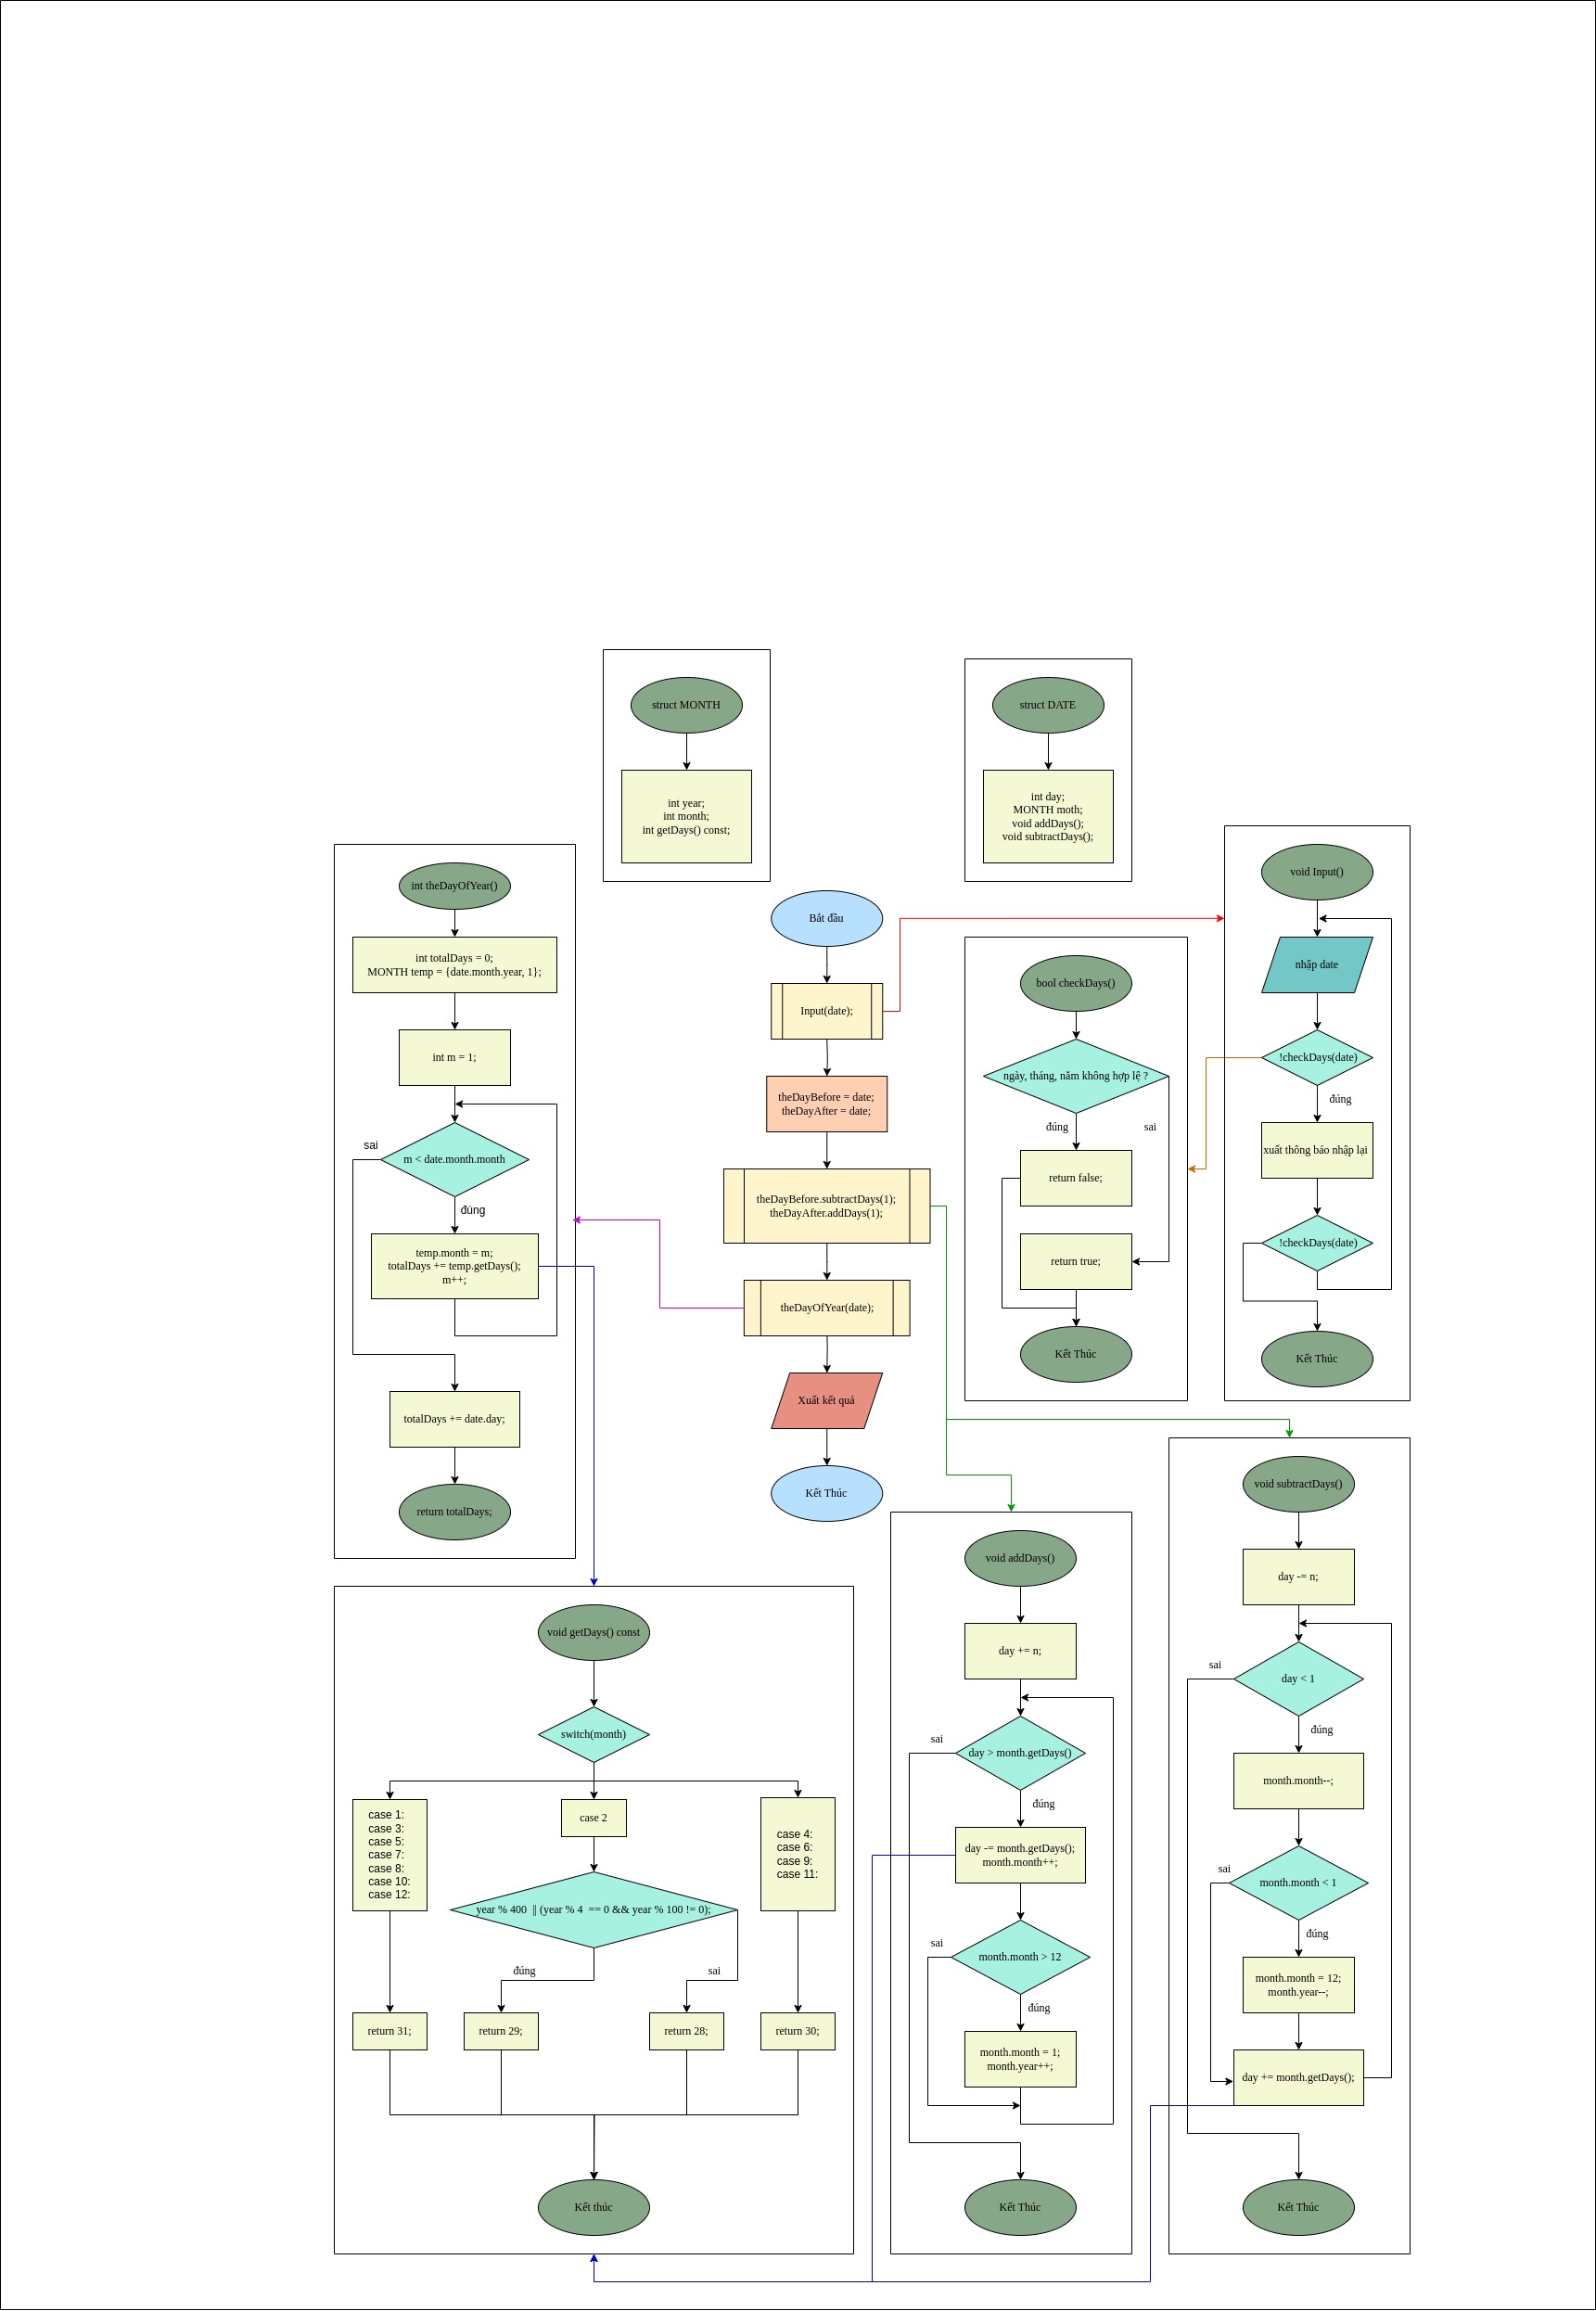 struct MONTH
int year;
int month;
int getDays() const;
struct DATE
int day;
MONTH moth;
void addDays();
void subtractDays();
int theDayOfYear()
int totalDays = 0;
MONTH temp = {date.month.year, 1};
int m = 1;
m < date.month.month
sai
đúng
temp.month = m;
totalDays += temp.getDays();
m++;
totalDays += date.day;
return totalDays;
Bắt đầu
Input(date);
theDayBefore = date;
theDayAfter = date;
theDayBefore.subtractDays(1);
theDayAfter.addDays(1);
theDayOfYear(date);
Xuất kết quả
Kết Thúc
bool checkDays()
ngày, tháng, năm không hợp lệ ?
đúng
sai
return false;
return true;
Kết Thúc
void Input()
nhập date
!checkDays(date)
đúng
xuất thông báo nhập lại
!checkDays(date)
Kết Thúc
void getDays() const
switch(month)
case 1:
case 3:
case 5:
case 7:
case 8:
case 10:
case 12:
case 2
case 4:
case 6:
case 9:
case 11:
year % 400  || (year % 4  == 0 && year % 100 != 0);
đúng
sai
return 31;
return 29;
return 28;
return 30;
Kết thúc
void addDays()
day += n;
sai
day > month.getDays()
đúng
day -= month.getDays();
month.month++;
sai
month.month > 12
đúng
month.month = 1;
month.year++;
Kết Thúc
void subtractDays()
day -= n;
sai
day < 1
đúng
month.month--;
sai
month.month < 1
đúng
month.month = 12;
month.year--;
day += month.getDays();
Kết Thúc